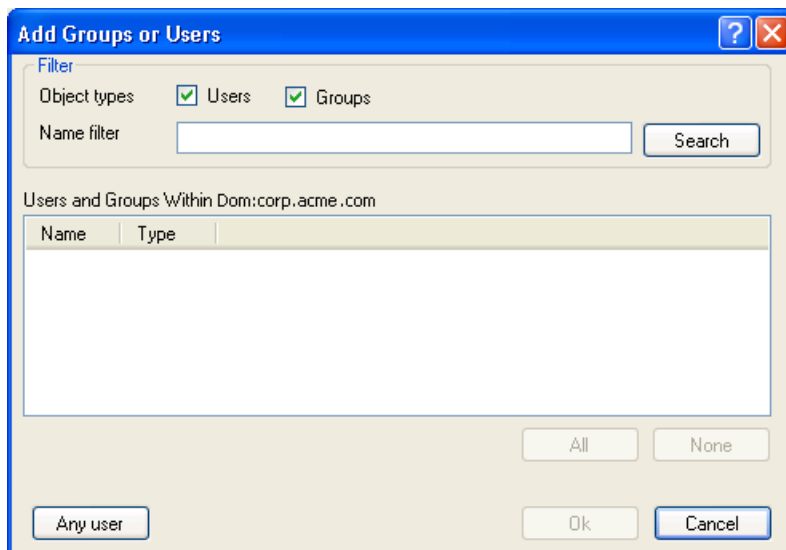 Add Groups or Users
Filter
Object types Users Groups
Name filter Search
Users and Groups Within Dom:corp.acme.com
Name Type
All None
Any user Ok Cancel